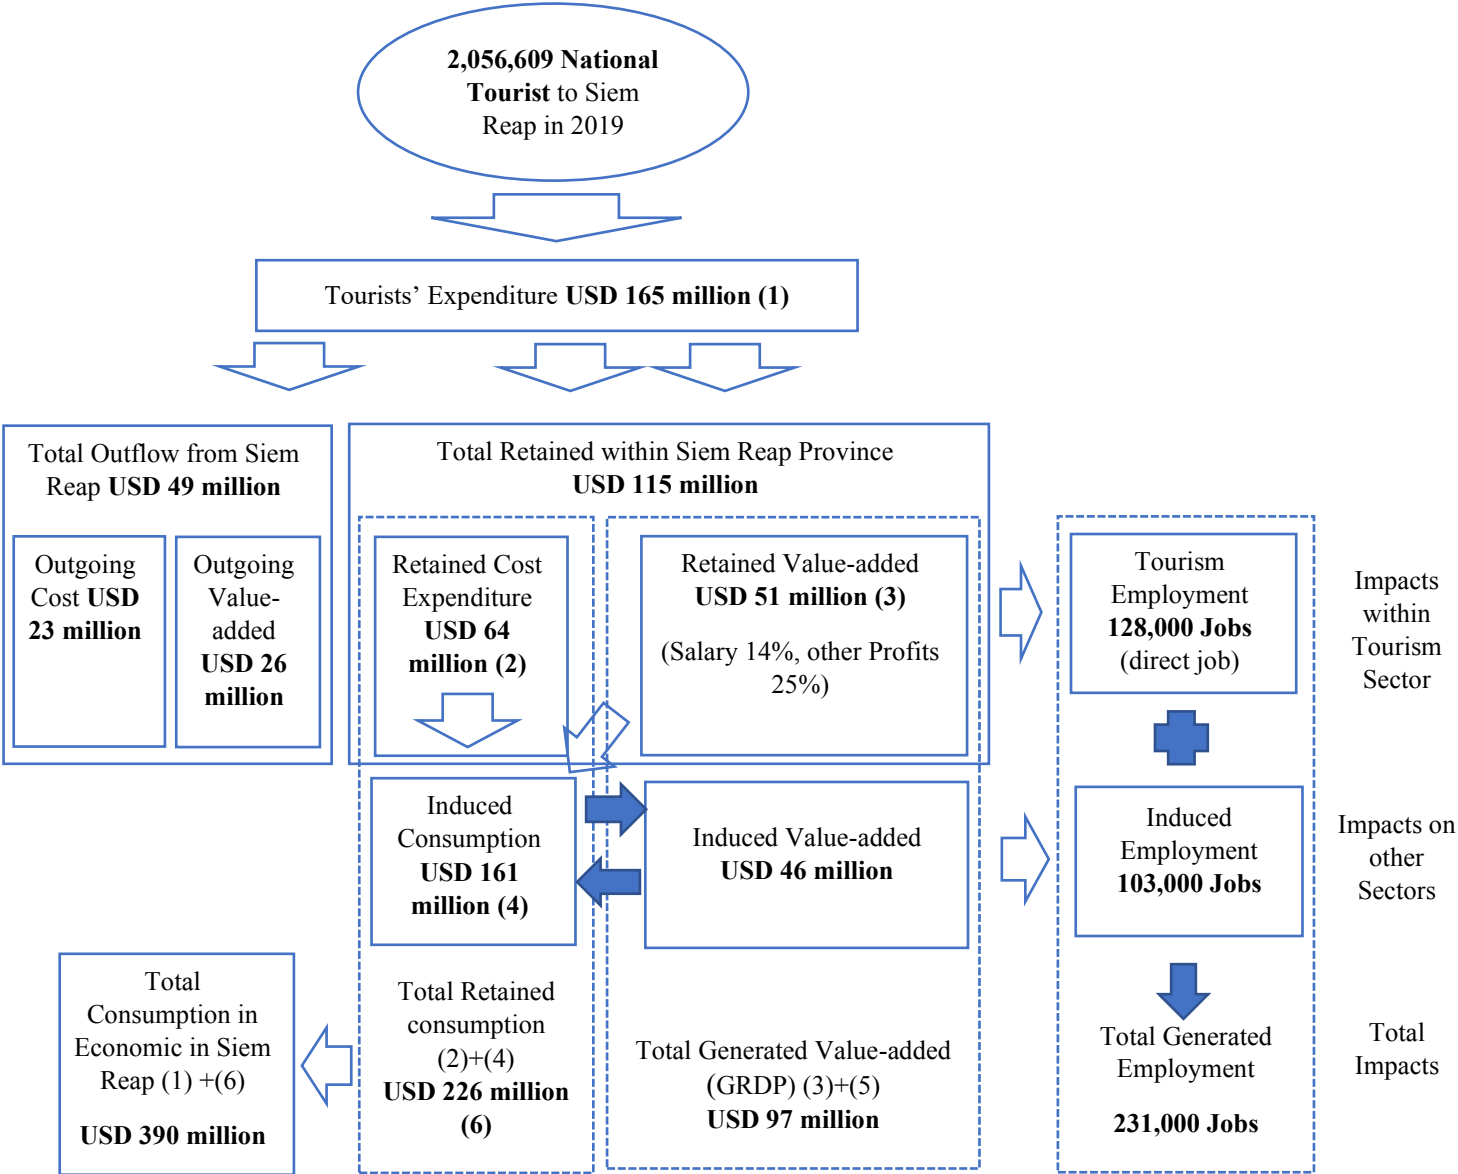 2,056,609 National
Tourist to Siem
Reap in 2019
Tourists’ Expenditure USD 165 million (1)
Total Outflow from Siem
Reap USD 49 million
Outgoing
Cost USD
23 million
Outgoing
Value-
added
USD 26
million
Total Retained within Siem Reap Province
USD 115 million
Retained Cost
Expenditure
USD 64
million (2)
Retained Value-added
USD 51 million (3)
(Salary 14%, other Profits
25%)
Tourism
Employment
128,000 Jobs
(direct job)
Impacts
within
Tourism
Sector
Induced
Consumption
USD 161
million (4)
Induced Value-added
USD 46 million
Induced
Employment
103,000 Jobs
Impacts on
other
Sectors
Total
Consumption in
Economic in Siem
Reap (1) +(6)
USD 390 million
Total Retained
consumption
(2)+(4)
USD 226 million
(6)
Total Generated Value-added
(GRDP) (3)+(5)
USD 97 million
Total Generated
Employment
231,000 Jobs
Total
Impacts